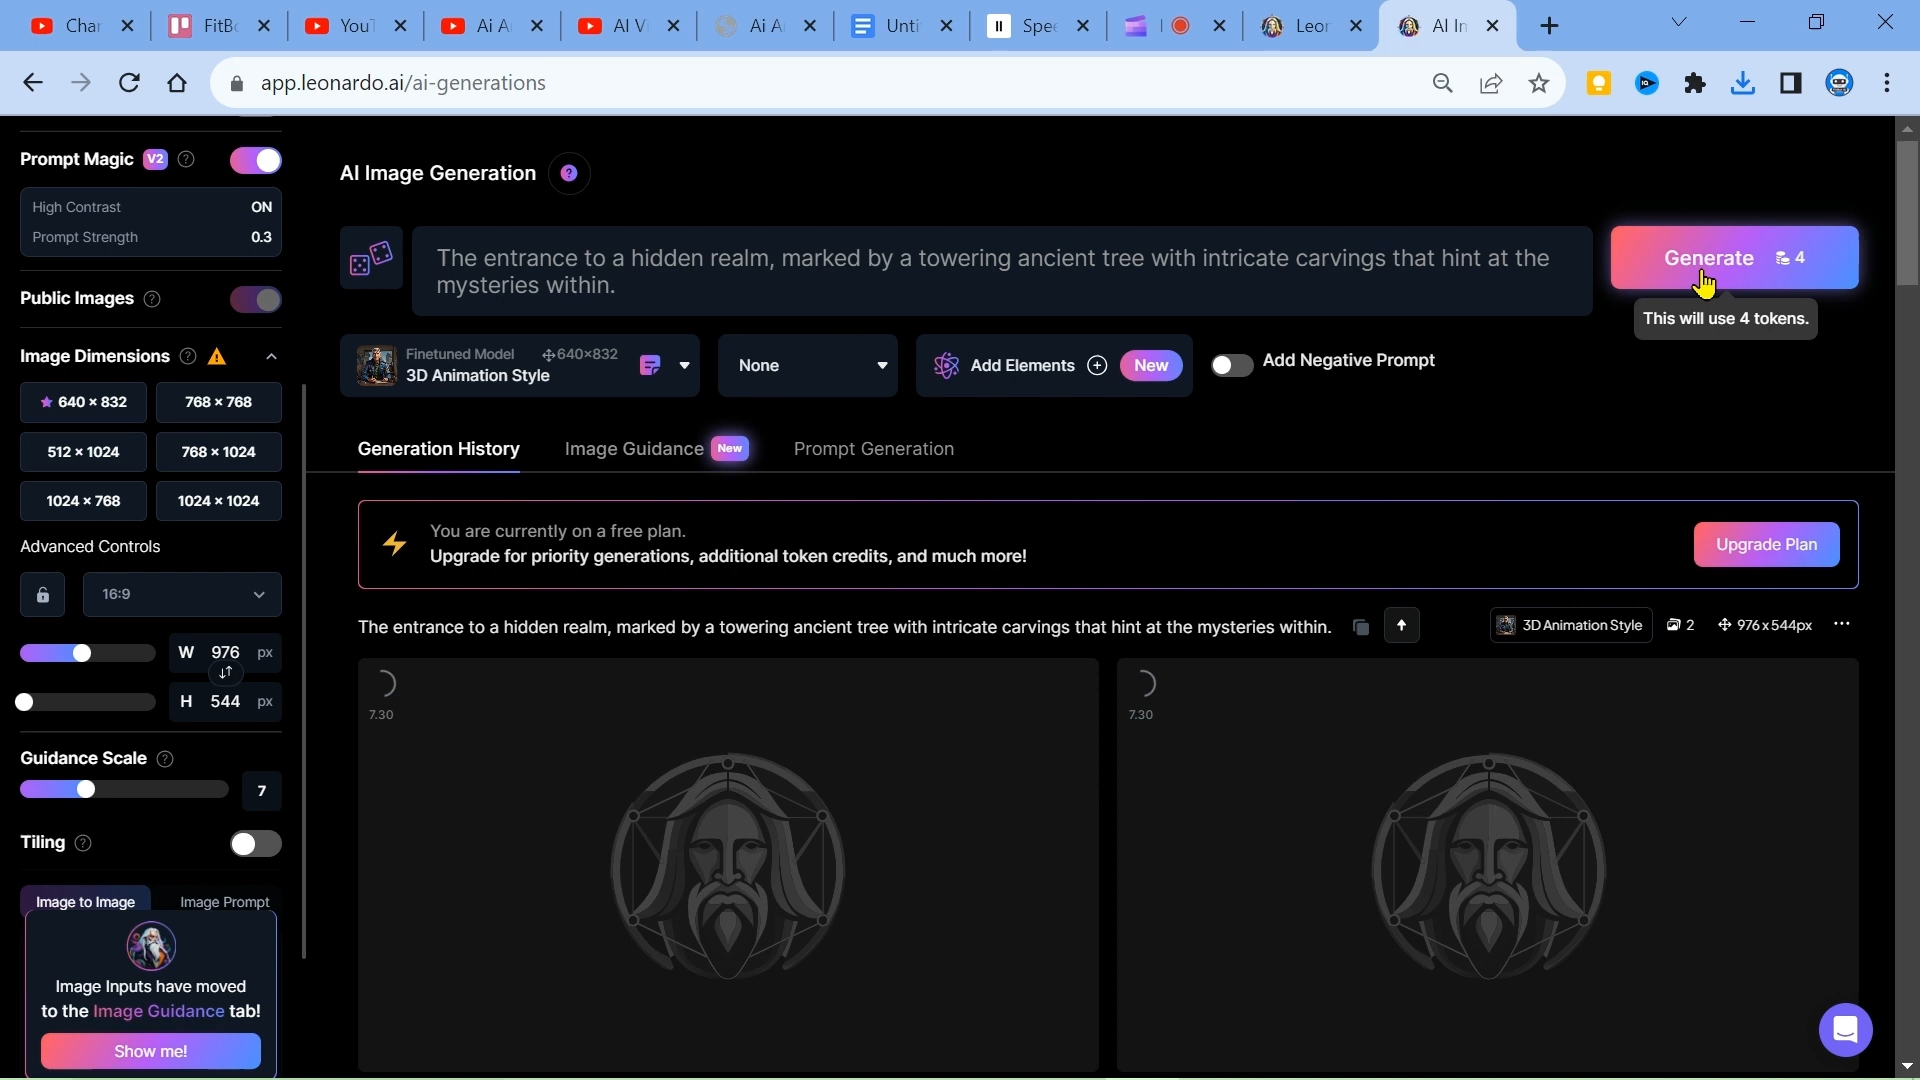 Char
FitBo
YouT
Ai A
AI V
Ai A
Unti
Spee
Leor
AI In
app.leonardo.ai/ai-generations
Prompt Magic V2 ?
High Contrast ON
Prompt Strength 0.3
Public Images ?
Image Dimensions ?
640 × 832 768 × 768
512 × 1024 768 × 1024
1024 × 768 1024 × 1024
Advanced Controls
16:9
W 976 px
H 544 px
Guidance Scale ?
7
Tiling ?
Image to Image Image Prompt
Image Inputs have moved
to the Image Guidance tab!
Show me!
AI Image Generation ?
The entrance to a hidden realm, marked by a towering ancient tree with intricate carvings that hint at the
mysteries within.
Generate 4
This will use 4 tokens.
Finetuned Model 640×832
3D Animation Style
None
Add Elements New
Add Negative Prompt
Generation History Image Guidance New Prompt Generation
You are currently on a free plan.
Upgrade for priority generations, additional token credits, and much more!
Upgrade Plan
The entrance to a hidden realm, marked by a towering ancient tree with intricate carvings that hint at the mysteries within.
3D Animation Style 2 976 x 544px
7.30
7.30